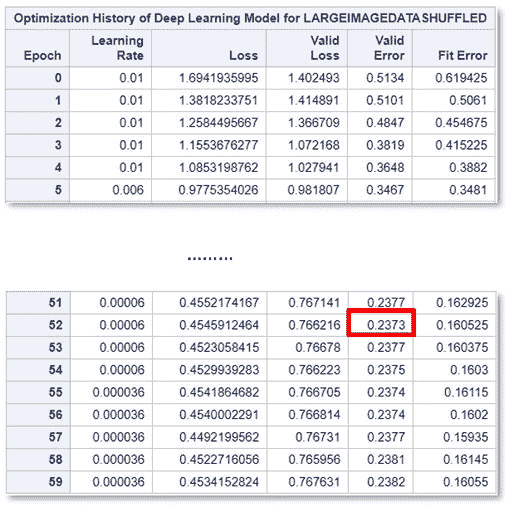 Optimization History of Deep Learning Model for LARGEIMAGEDATASHUFFLED
Epoch Learning Rate Loss Valid Loss Valid Error Fit Error
0 0.01 1.6941935995 1.402493 0.5134 0.619425
1 0.01 1.3818233751 1.414891 0.5101 0.5061
2 0.01 1.2584495667 1.366709 0.4847 0.454675
3 0.01 1.1553676277 1.072168 0.3819 0.415225
4 0.01 1.0853198762 1.027941 0.3648 0.3882
5 0.006 0.9775354026 0.981807 0.3467 0.3481
.........
51 0.00006 0.4552174167 0.767141 0.2377 0.162925
52 0.00006 0.4545912464 0.766216 0.2373 0.160525
53 0.00006 0.4523058415 0.76678 0.2377 0.160375
54 0.00006 0.4529939283 0.766223 0.2375 0.1603
55 0.000036 0.4541864682 0.766705 0.2374 0.16115
56 0.000036 0.4540002291 0.766814 0.2376 0.1602
57 0.000036 0.4492199562 0.76731 0.2377 0.15935
58 0.000036 0.4522716056 0.765956 0.2381 0.16145
59 0.000036 0.4534152824 0.767631 0.2382 0.16055